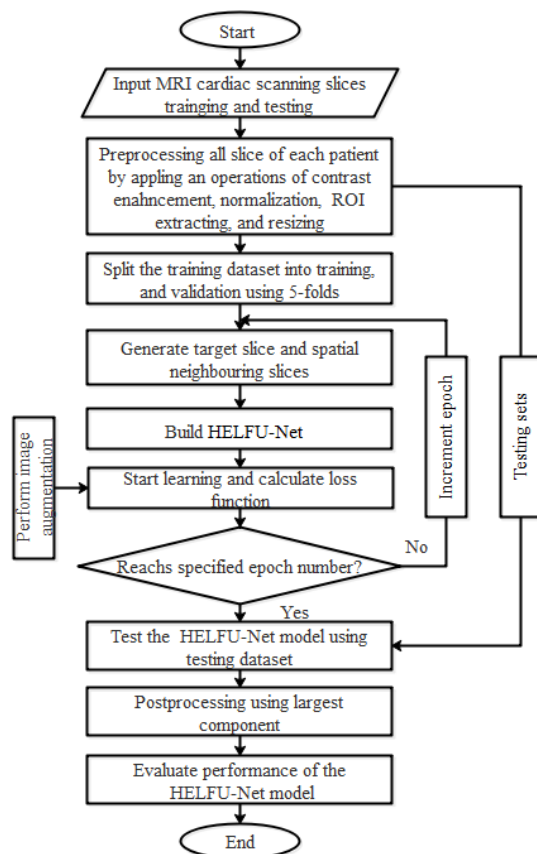 Start
Input MRI cardiac scanning slices
trainging and testing
Preprocessing all slice of each patient
by appling an operations of contrast
enahncement, normalization, ROI
extracting, and resizing
Split the training dataset into training,
and validation using 5-folds
Generate target slice and spatial
neighbouring slices
Build HELFU-Net
Perform image
augmentation
Start learning and calculate loss
function
Increment epoch
Testing sets
Reachs specified epoch number?
No
Yes
Test the HELFU-Net model using
testing dataset
Postprocessing using largest
component
Evaluate performance of the
HELFU-Net model
End